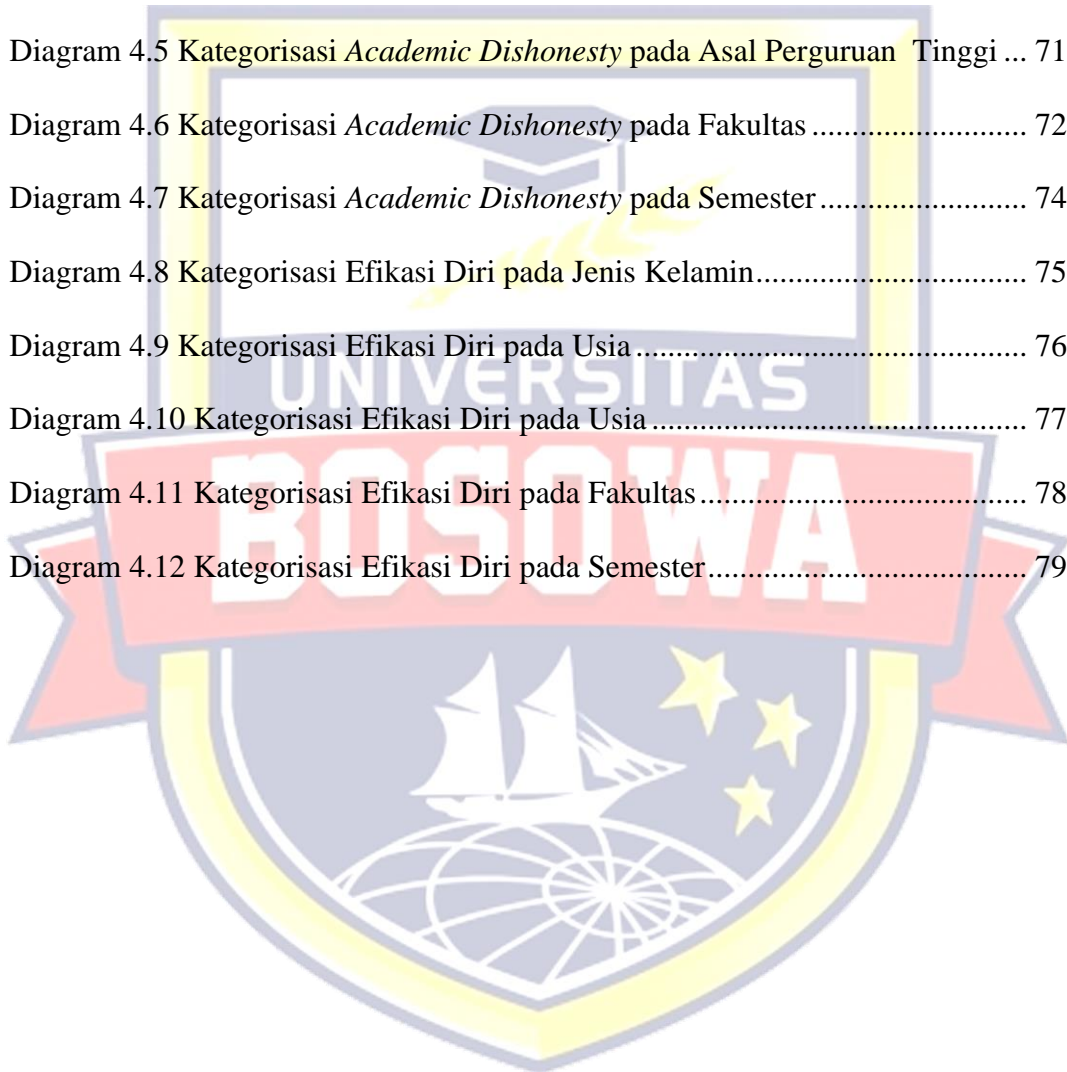 Diagram 4.5 Kategorisasi Academic Dishonesty pada Asal Perguruan  Tinggi ... 71
Diagram 4.6 Kategorisasi Academic Dishonesty pada Fakultas ........................... 72
Diagram 4.7 Kategorisasi Academic Dishonesty pada Semester .......................... 74
Diagram 4.8 Kategorisasi Efikasi Diri pada Jenis Kelamin.................................. 75
Diagram 4.9 Kategorisasi Efikasi Diri pada Usia ................................................. 76
Diagram 4.10 Kategorisasi Efikasi Diri pada Usia ............................................... 77
Diagram 4.11 Kategorisasi Efikasi Diri pada Fakultas ......................................... 78
Diagram 4.12 Kategorisasi Efikasi Diri pada Semester ........................................ 79
UNIVERSITAS
BOSOWA